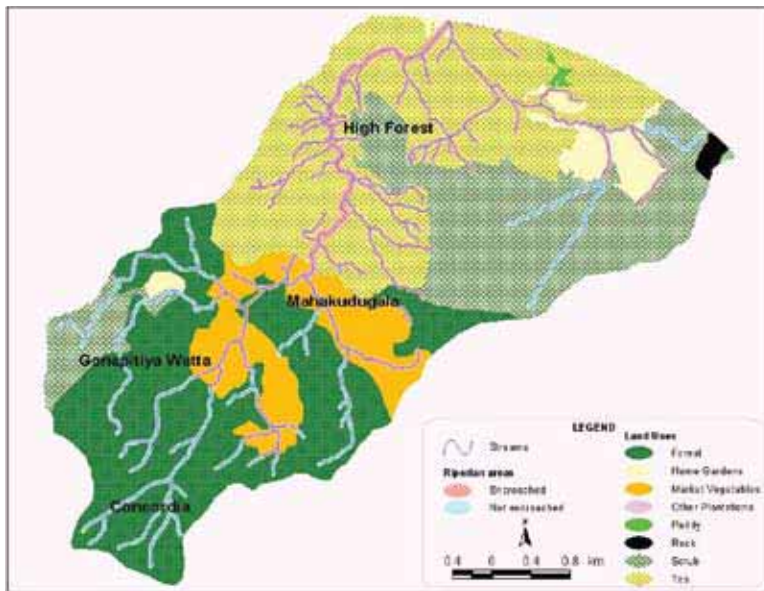 High Forest
Mahakudugala
Gonapitiya Watta
Concordia
LEGEND
Streams
Riparian areas
Encroached
Not encroached
Land Uses
Forest
Home Gardens
Market Vegetables
Other Plantations
Paddy
Rock
Scrub
Tea
N
0.4 0 0.4 0.8 km